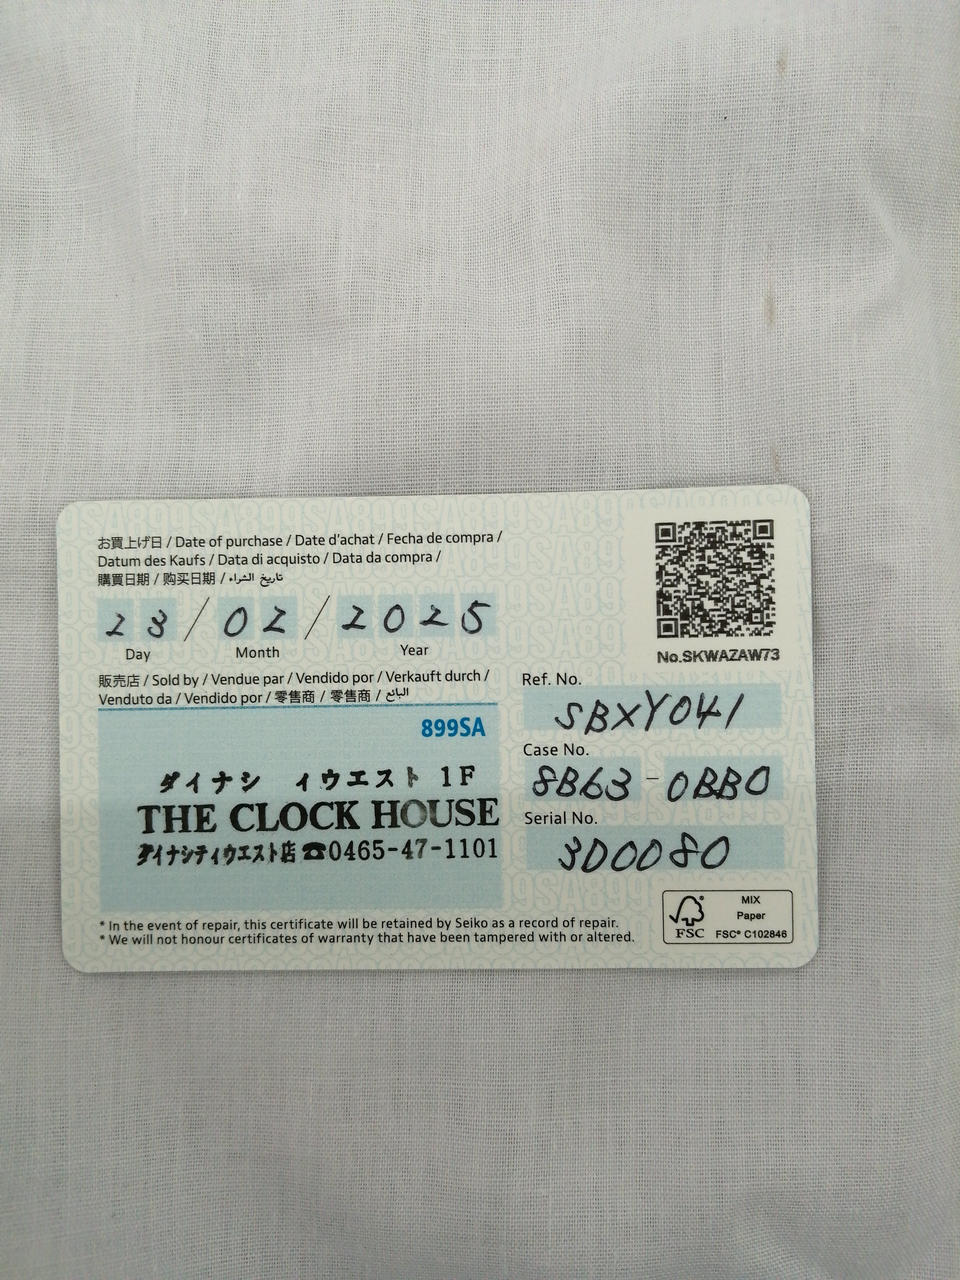 お買上げ日 / Date of purchase / Date d'achat / Fecha de compra /
Datum des Kaufs / Data di acquisto / Data da compra /
購買日期 / 购买日期 / تاريخ الشراء
23 / 02 / 2025
Day Month Year
販売店 / Sold by / Vendue par / Vendido por / Verkauft durch /
Venduto da / Vendido por / 零售商 / 零售商 / البائع
899SA
ダイナシ ィウエスト 1F
THE CLOCK HOUSE
ダイナシティウエスト店 ☎0465-47-1101
No.SKWAZAW73
Ref. No.
SBXY041
Case No.
8B63 - 0BB0
Serial No.
3D0080
* In the event of repair, this certificate will be retained by Seiko as a record of repair.
* We will not honour certificates of warranty that have been tampered with or altered.
FSC
MIX
Paper
FSC® C102846